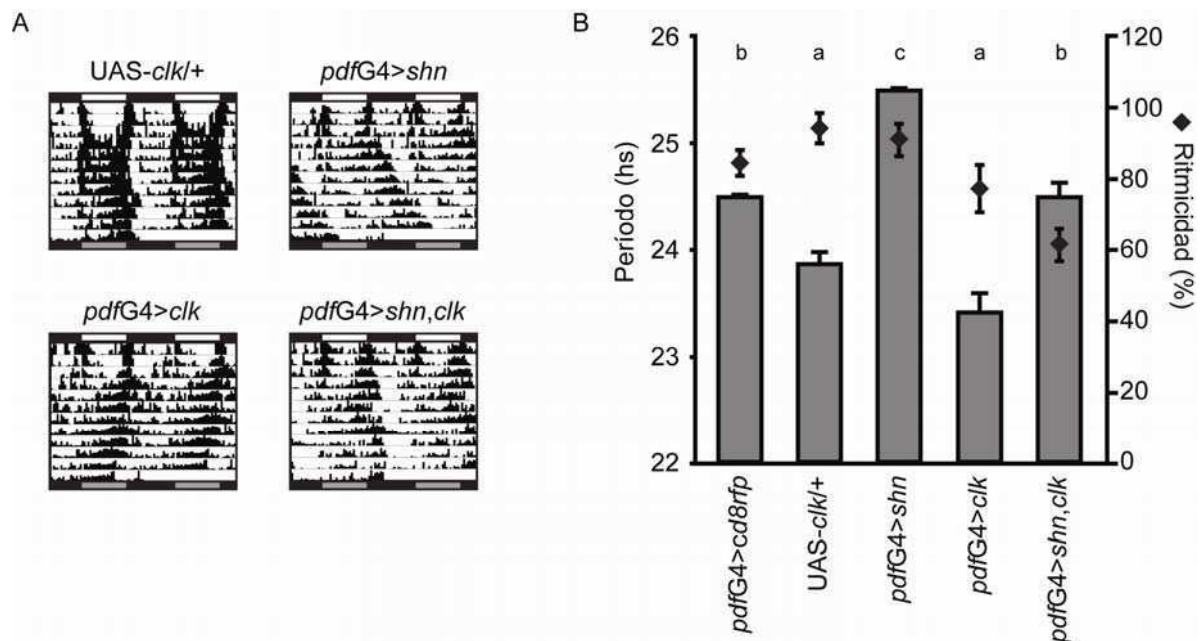 A
UAS-clk/+
pdfG4>shn
pdfG4>clk
pdfG4>shn,clk
B
26
25
24
23
22
Período (hs)
b
a
c
a
b
120
100
80
60
40
20
0
◆ Ritmicidad (%)
pdfG4>cd8rfp
UAS-clk/+
pdfG4>shn
pdfG4>clk
pdfG4>shn,clk